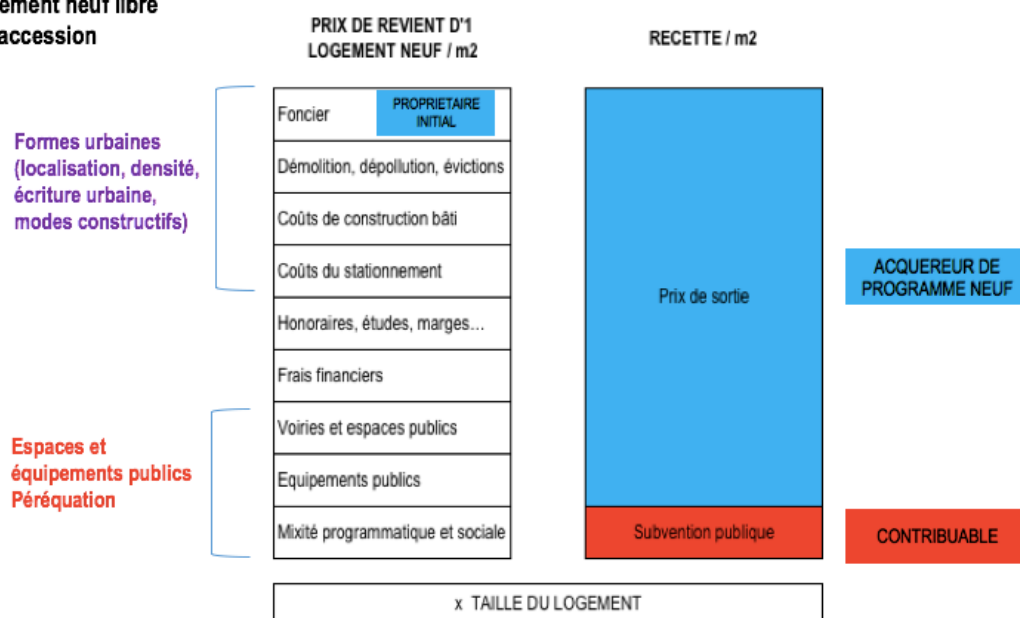 ement neuf libre
accession
PRIX DE REVIENT D'1
LOGEMENT NEUF / m2
RECETTE / m2
Foncier
PROPRIETAIRE
INITIAL
Formes urbaines
(localisation, densité,
écriture urbaine,
modes constructifs)
Démolition, dépollution, évictions
Coûts de construction bâti
Coûts du stationnement
Honoraires, études, marges...
Frais financiers
Prix de sortie
ACQUEREUR DE
PROGRAMME NEUF
Espaces et
équipements publics
Péréquation
Voiries et espaces publics
Equipements publics
Mixité programmatique et sociale
Subvention publique
CONTRIBUABLE
x TAILLE DU LOGEMENT